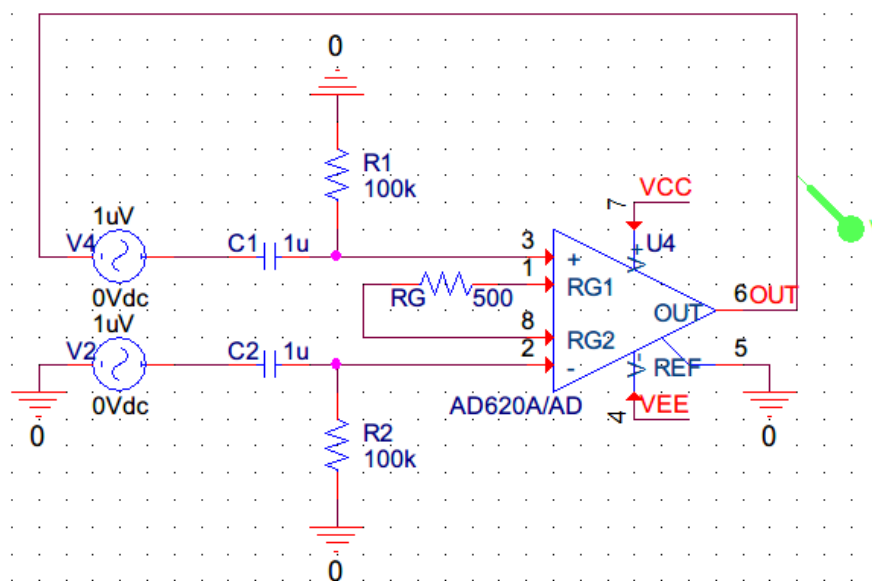 0
R1
100k
1uV
V4
C1
1u
0Vdc
7
VCC
3
+
V+
U4
1
RG1
RG
500
8
RG2
2
-
OUT
6
OUT
V-
REF
5
AD620A/AD
4
VEE
0
1uV
V2
C2
1u
0Vdc
0
R2
100k
0